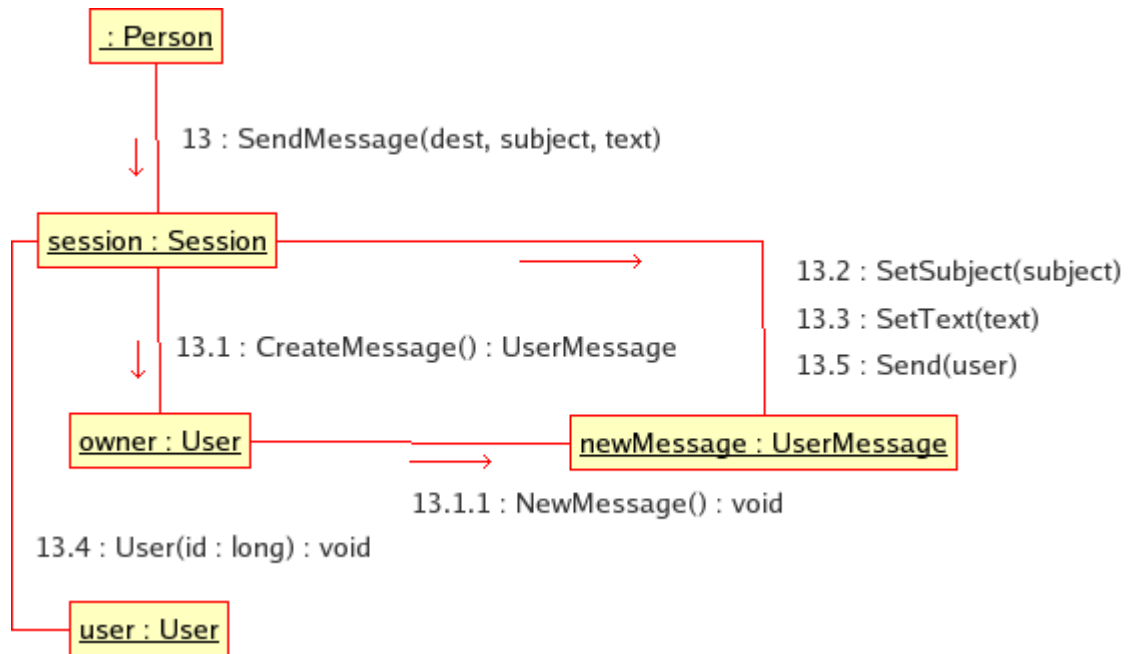 : Person
13 : SendMessage(dest, subject, text)
session : Session
13.2 : SetSubject(subject)
13.3 : SetText(text)
13.1 : CreateMessage() : UserMessage
13.5 : Send(user)
owner : User
newMessage : UserMessage
13.1.1 : NewMessage() : void
13.4 : User(id : long) : void
user : User